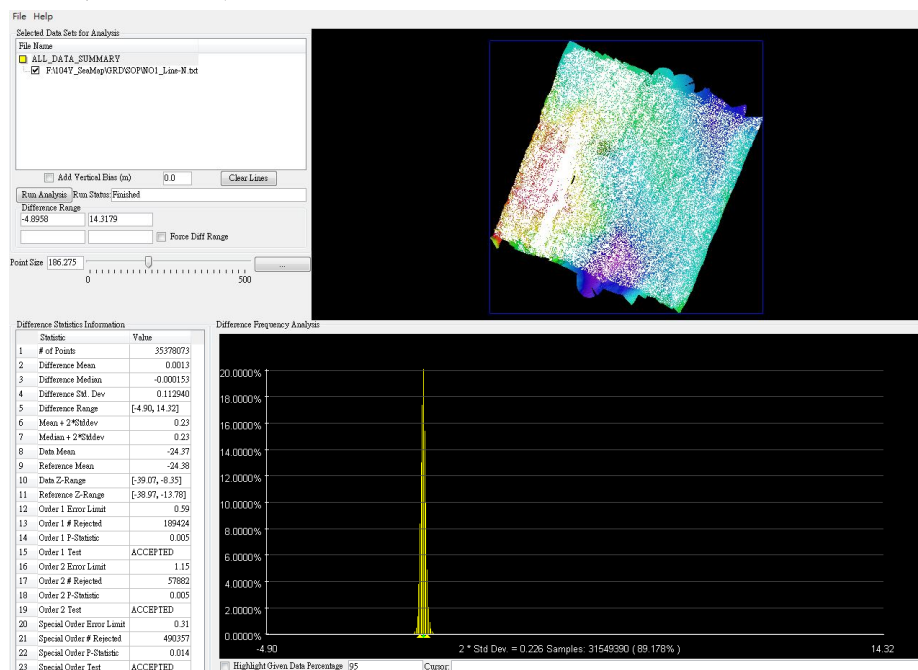 File Help
Selected Data Sets for Analysis
File Name
ALL_DATA_SUMMARY
F:\104Y_SeaMap\GRD\SOP\NO1_Line-N.txt
Add Vertical Bias (m) 0.0 Clear Lines
Run Analysis Run Status: Finished
Difference Range
-4.8958 14.3179
Force Diff Range
Point Size 186.275 ...
0 500
Difference Statistics Information
Statistic Value
1 # of Points 35378073
2 Difference Mean 0.0013
3 Difference Median -0.000153
4 Difference Std. Dev 0.112940
5 Difference Range [-4.90, 14.32]
6 Mean + 2*Stddev 0.23
7 Median + 2*Stddev 0.23
8 Data Mean -24.37
9 Reference Mean -24.38
10 Data Z-Range [-39.07, -8.35]
11 Reference Z-Range [-38.97, -13.78]
12 Order 1 Error Limit 0.59
13 Order 1 # Rejected 189424
14 Order 1 P-Statistic 0.005
15 Order 1 Test ACCEPTED
16 Order 2 Error Limit 1.15
17 Order 2 # Rejected 57882
18 Order 2 P-Statistic 0.005
19 Order 2 Test ACCEPTED
20 Special Order Error Limit 0.31
21 Special Order # Rejected 490357
22 Special Order P-Statistic 0.014
23 Special Order Test ACCEPTED
Difference Frequency Analysis
20.0000%
18.0000%
16.0000%
14.0000%
12.0000%
10.0000%
8.0000%
6.0000%
4.0000%
2.0000%
0.0000%
-4.90 2 * Std Dev. = 0.226 Samples: 31549390 ( 89.178% ) 14.32
Highlight Given Data Percentage 95 Cursor: